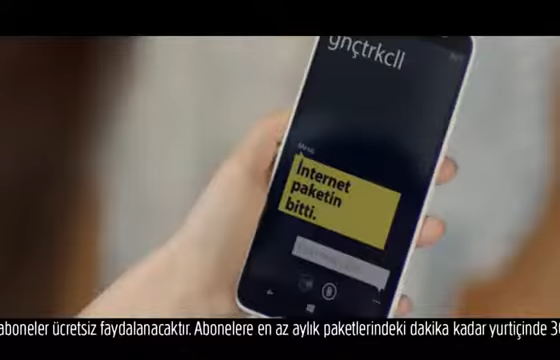 gnçtrkcll
İnternet
paketin
bitti.
aboneler ücretsiz faydalanacaktır. Abonelere en az aylık paketlerindeki dakika kadar yurtiçinde